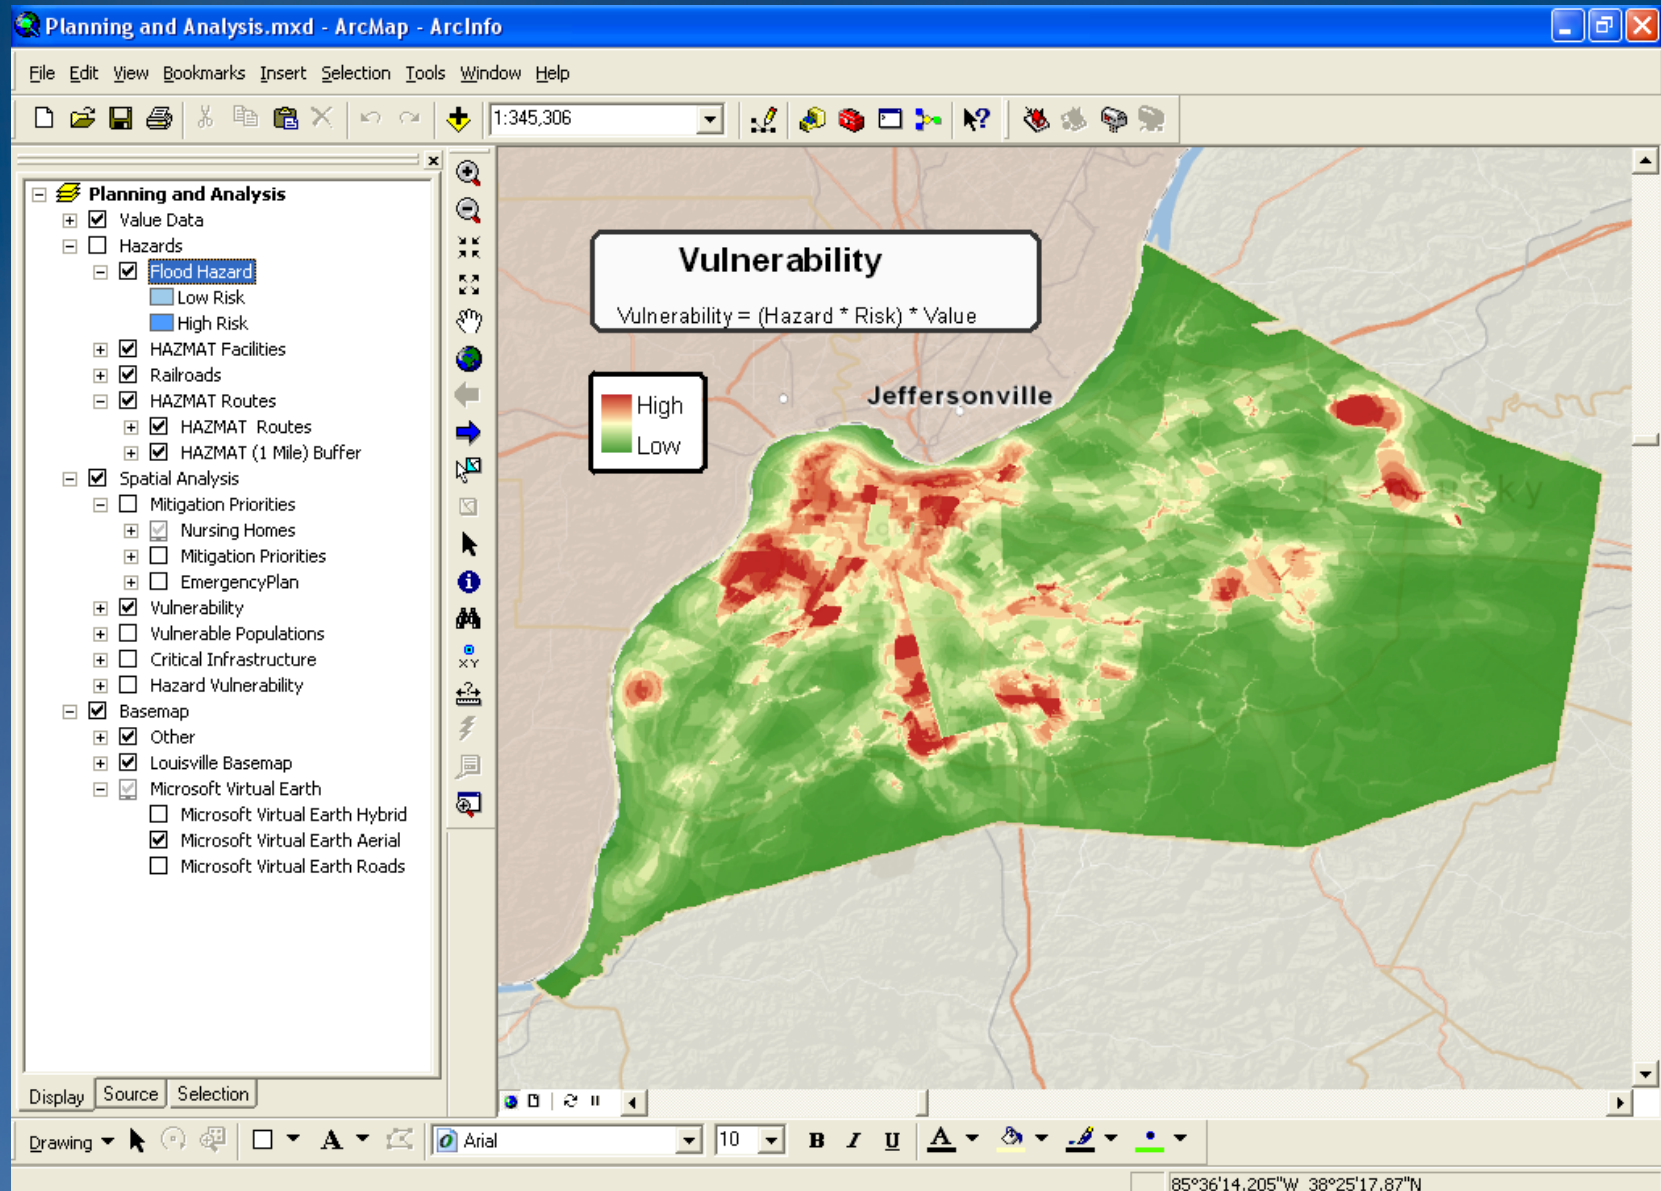 Planning and Analysis.mxd - ArcMap - ArcInfo
File Edit View Bookmarks Insert Selection Tools Window Help
1:345,306
Planning and Analysis
Value Data
Hazards
Flood Hazard
Low Risk
High Risk
HAZMAT Facilities
Railroads
HAZMAT Routes
HAZMAT Routes
HAZMAT (1 Mile) Buffer
Spatial Analysis
Mitigation Priorities
Nursing Homes
Mitigation Priorities
EmergencyPlan
Vulnerability
Vulnerable Populations
Critical Infrastructure
Hazard Vulnerability
Basemap
Other
Louisville Basemap
Microsoft Virtual Earth
Microsoft Virtual Earth Hybrid
Microsoft Virtual Earth Aerial
Microsoft Virtual Earth Roads
Display Source Selection
XY
Vulnerability
Vulnerability = (Hazard * Risk) * Value
High
Low
Jeffersonville
Drawing A Arial 10 B I U A
85°36'14.205"W 38°25'17.87"N